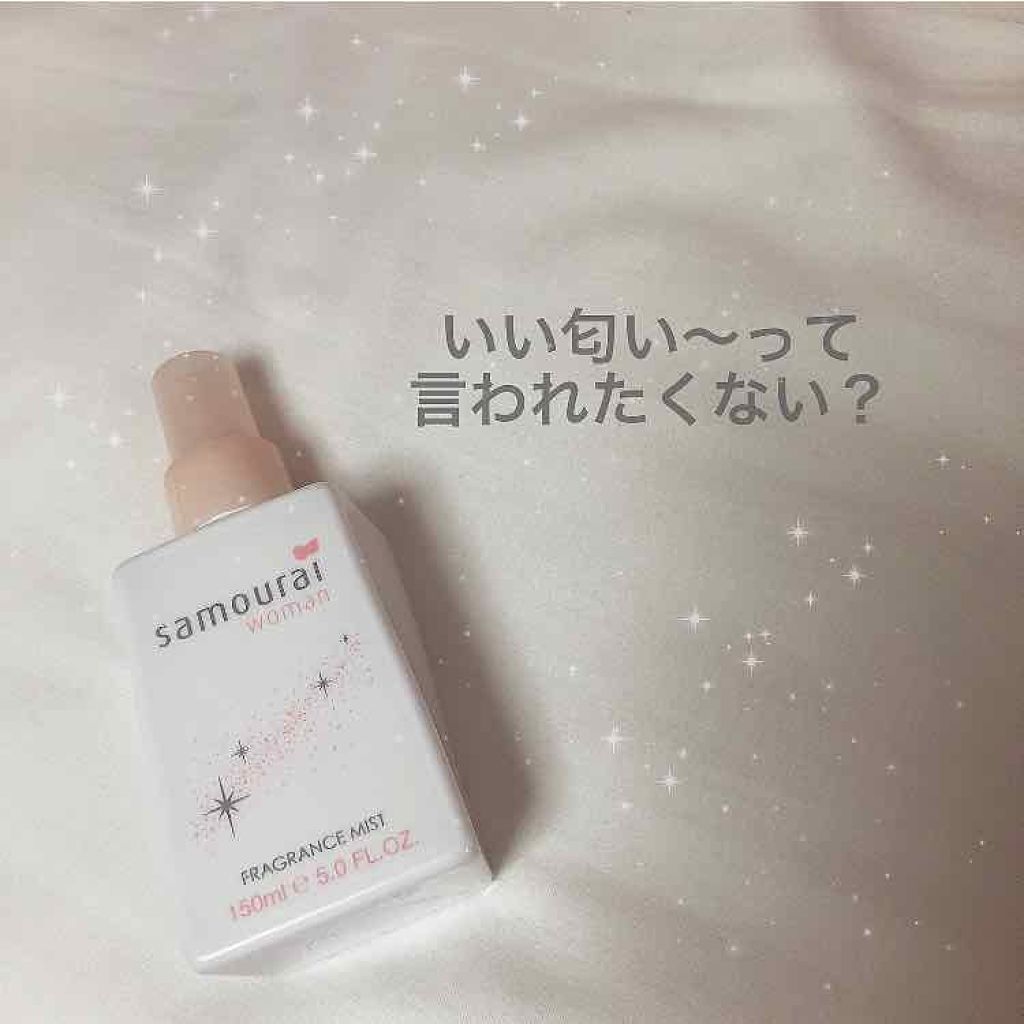 いい匂い〜って
言われたくない？
samourai
woman
FRAGRANCE MIST
150ml ℮ 5.0 FL.OZ.